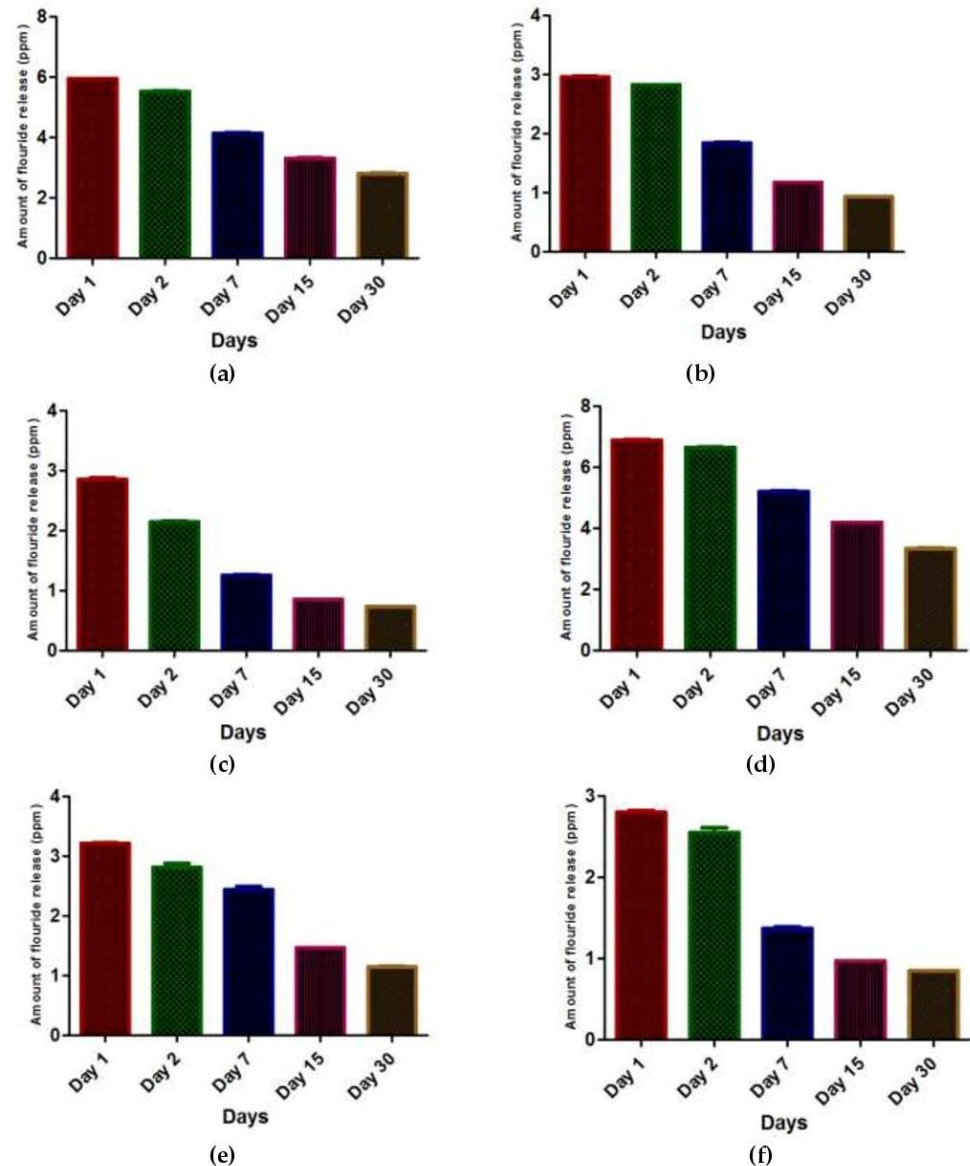 Amount of flouride release (ppm)
8
6
4
2
0
Day 1
Day 2
Day 7
Day 15
Day 30
Days
(a)
Amount of flouride release (ppm)
4
3
2
1
0
Day 1
Day 2
Day 7
Day 15
Day 30
Days
(b)
Amount of flouride release (ppm)
4
3
2
1
0
Day 1
Day 2
Day 7
Day 15
Day 30
Days
(c)
Amount of flouride release (ppm)
8
6
4
2
0
Day 1
Day 2
Day 7
Day 15
Day 30
Days
(d)
Amount of flouride release (ppm)
4
3
2
1
0
Day 1
Day 2
Day 7
Day 15
Day 30
Days
(e)
Amount of flouride release (ppm)
3
2
1
0
Day 1
Day 2
Day 7
Day 15
Day 30
Days
(f)